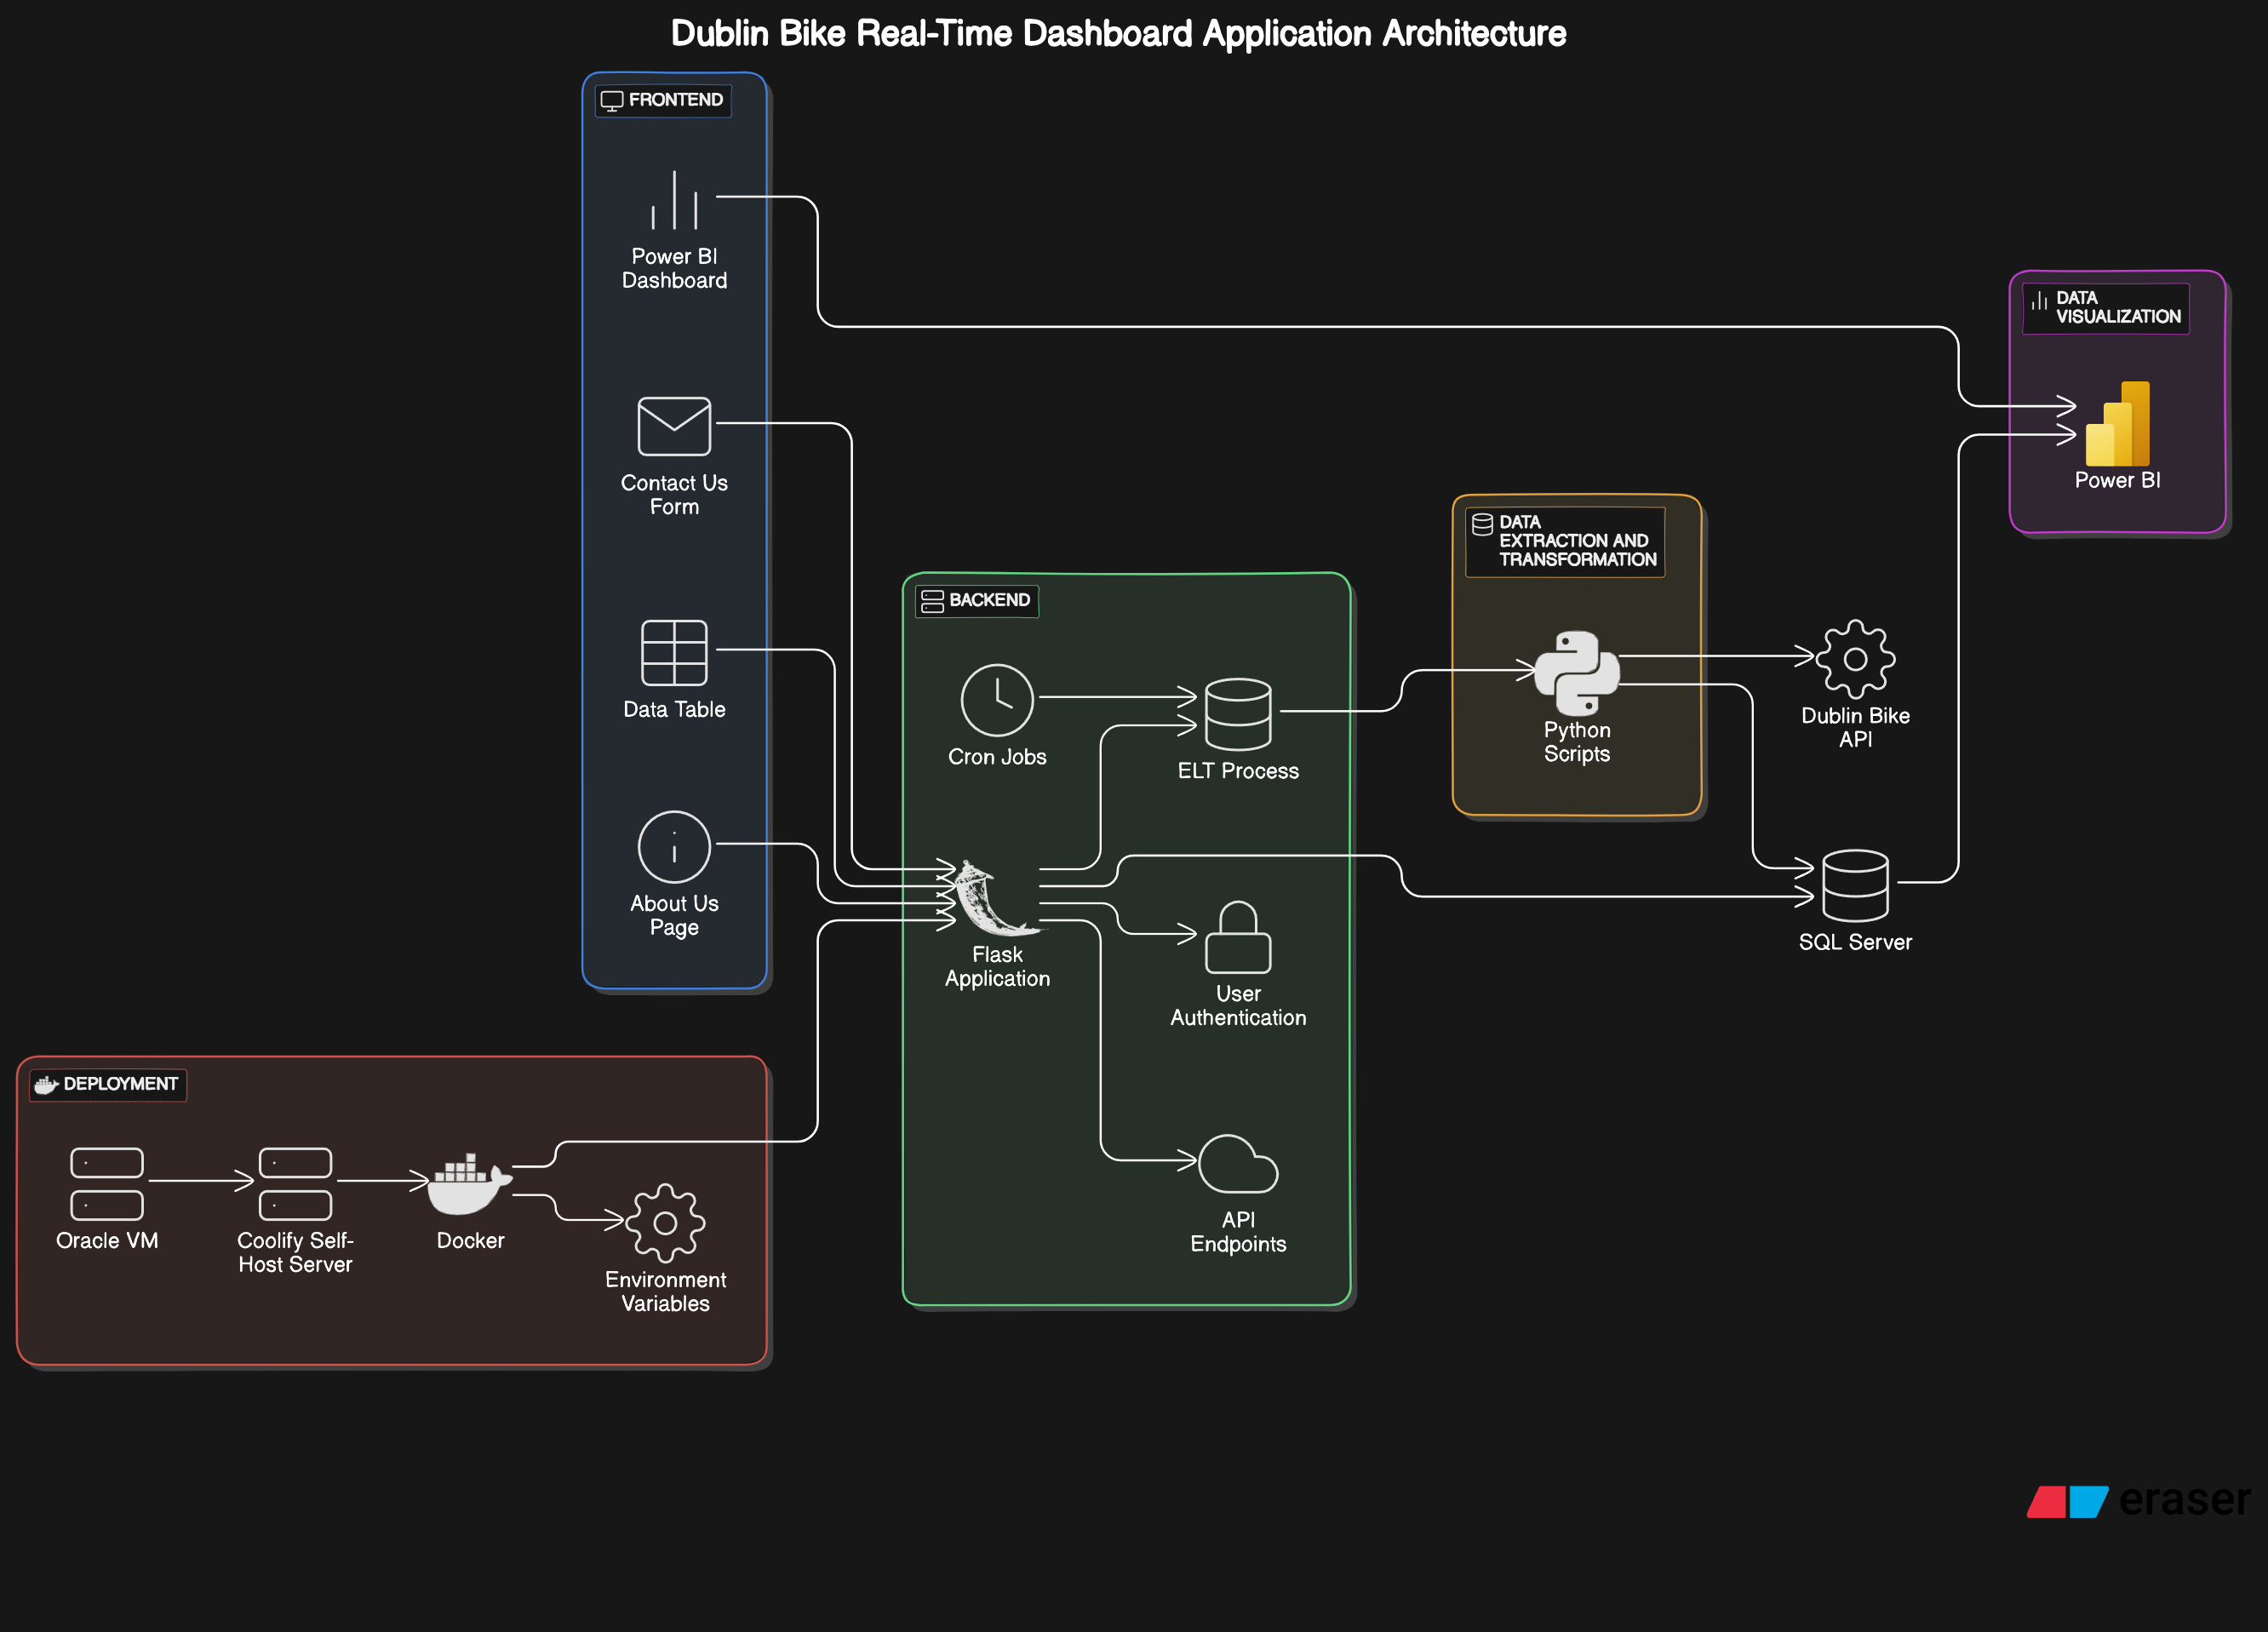 Dublin Bike Real-Time Dashboard Application Architecture
FRONTEND
Power BI
Dashboard
Contact Us
Form
Data Table
About Us
Page
DATA
VISUALIZATION
Power BI
DATA
EXTRACTION AND
TRANSFORMATION
Python
Scripts
Dublin Bike
API
SQL Server
BACKEND
Cron Jobs
ELT Process
Flask
Application
User
Authentication
API
Endpoints
DEPLOYMENT
Oracle VM
Coolify Self-
Host Server
Docker
Environment
Variables
eraser